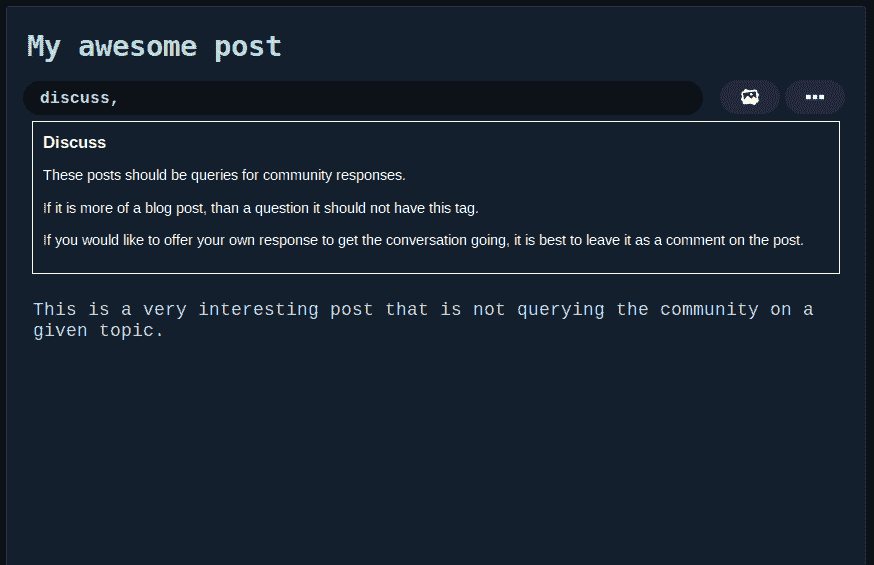 My awesome post
discuss,
Discuss
These posts should be queries for community responses.
If it is more of a blog post, than a question it should not have this tag.
If you would like to offer your own response to get the conversation going, it is best to leave it as a comment on the post.
This is a very interesting post that is not querying the community on a
given topic.